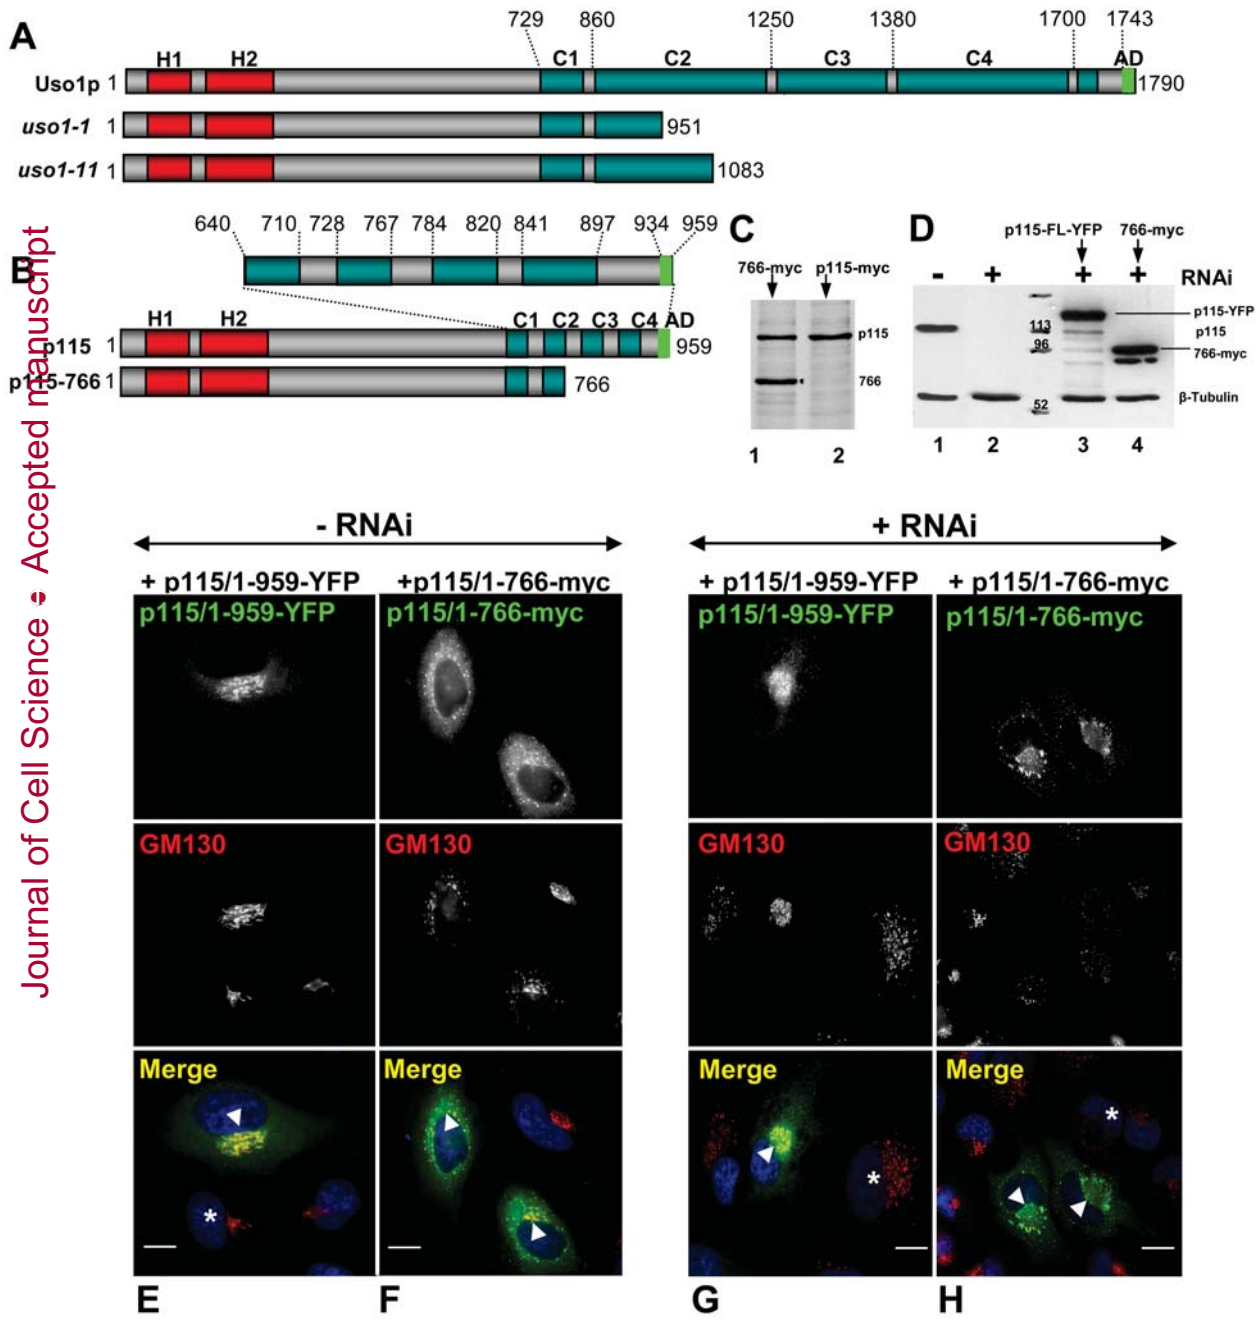 Journal of Cell Science • Accepted manuscript
A
729 860 1250 1380 1700 1743
H1 H2 C1 C2 C3 C4 AD
Uso1p 1 1790
uso1-1 1 951
uso1-11 1 1083
B
640 710 728 767 784 820 841 897 934 959
H1 H2 C1 C2 C3 C4 AD
p115 1 959
p115-766 1 766
C
766-myc p115-myc
p115
766
1 2
D
p115-FL-YFP 766-myc
- + + + RNAi
113
96
52
p115-YFP
p115
766-myc
β-Tubulin
1 2 3 4
- RNAi + RNAi
+ p115/1-959-YFP +p115/1-766-myc + p115/1-959-YFP + p115/1-766-myc
p115/1-959-YFP p115/1-766-myc p115/1-959-YFP p115/1-766-myc
GM130 GM130 GM130 GM130
Merge Merge Merge Merge
* * *
E F G H